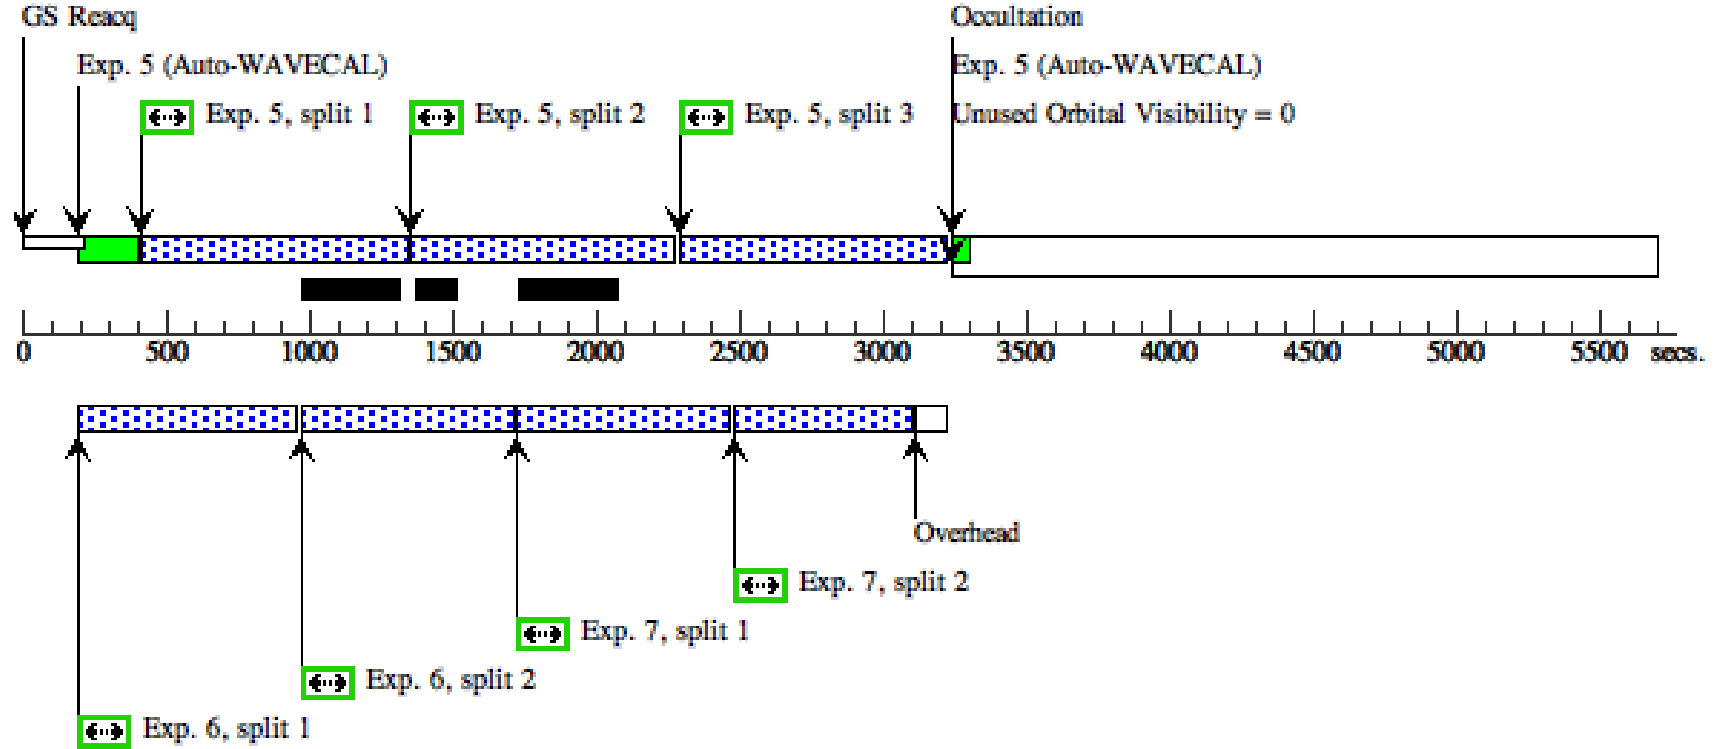 GS Reacq
Occultation
Exp. 5 (Auto-WAVECAL)
Exp. 5 (Auto-WAVECAL)
Exp. 5, split 1
Exp. 5, split 2
Exp. 5, split 3
Unused Orbital Visibility = 0
0 500 1000 1500 2000 2500 3000 3500 4000 4500 5000 5500 secs.
Overhead
Exp. 7, split 2
Exp. 7, split 1
Exp. 6, split 2
Exp. 6, split 1